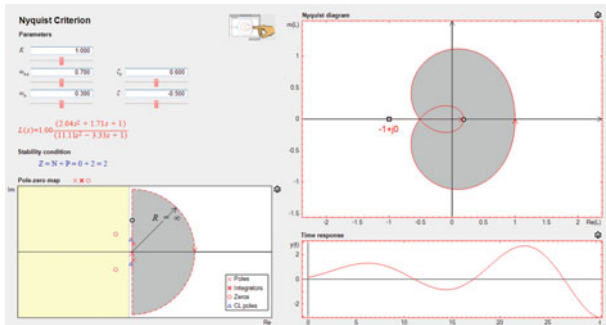 Nyquist Criterion
Parameters
K 1.000
ωₙz 0.700 ζz 0.600
ωₙ 0.300 ζ -0.500
L(s)=1.00 (2.04s² + 1.71s + 1)
(11.11s² − 3.33s + 1)
Stability condition
Z = N + P = 0 + 2 = 2
Pole-zero map
Im
R = ∞
Poles
Integrators
Zeros
CL poles
Re
Nyquist diagram
m(L)
1.5
1
0.5
0
-0.5
-1
-1.5
-1+j0
-2 -1.5 -1 -0.5 0 0.5 1 1.5 Re(L) 2
Time response
y(t)
2
0
-2
0 5 10 15 20 25 t